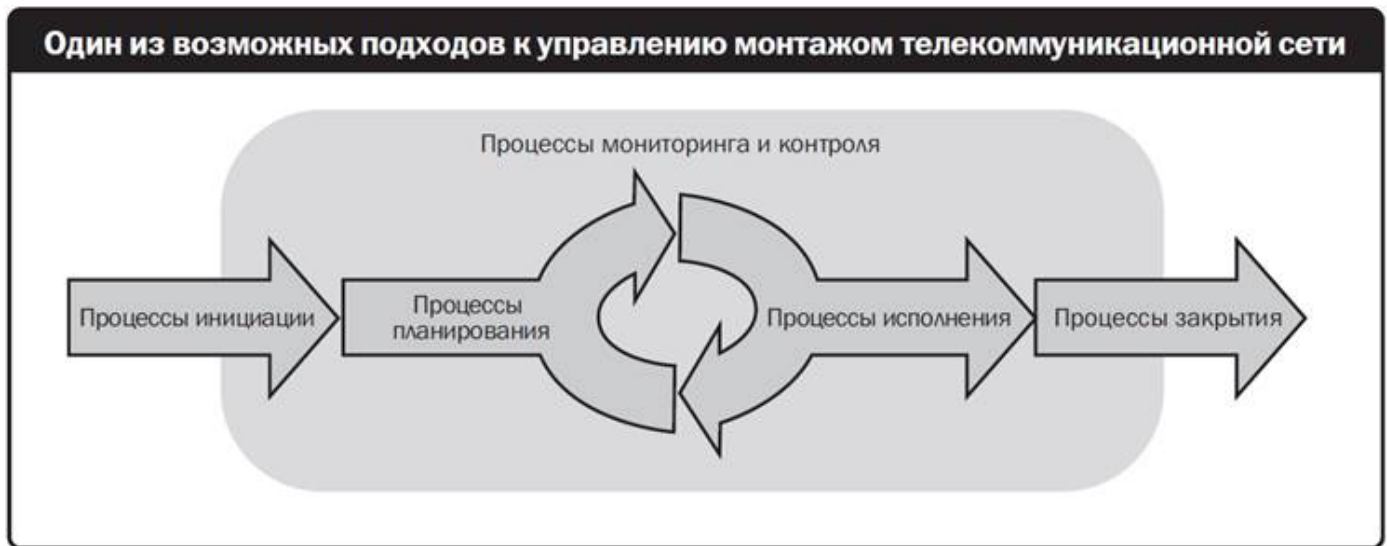 Один из возможных подходов к управлению монтажом телекоммуникационной сети
Процессы мониторинга и контроля
Процессы инициации
Процессы
планирования
Процессы исполнения
Процессы закрытия